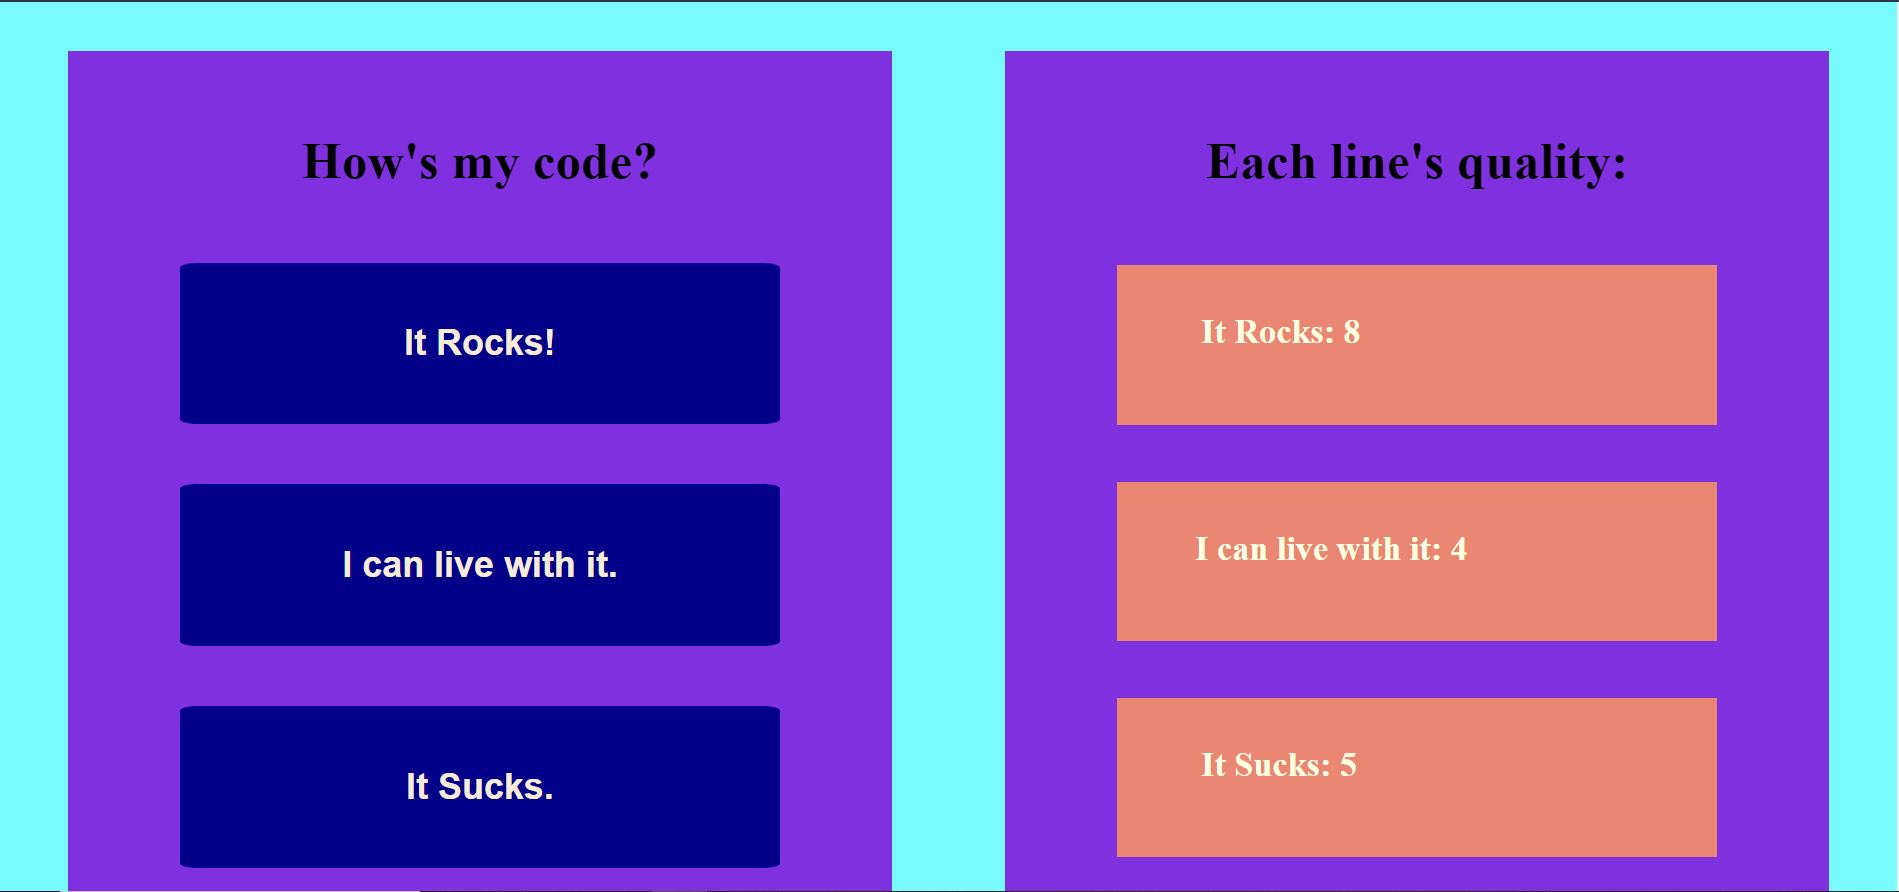 How's my code?
It Rocks!
I can live with it.
It Sucks.
Each line's quality:
It Rocks: 8
I can live with it: 4
It Sucks: 5